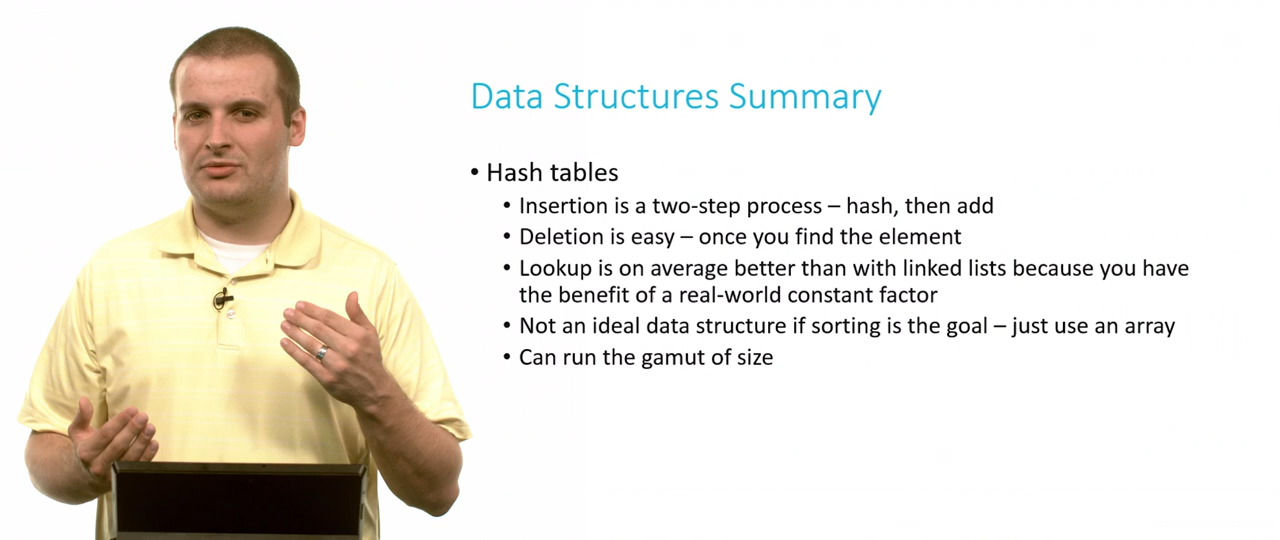 Data Structures Summary
• Hash tables
• Insertion is a two-step process – hash, then add
• Deletion is easy – once you find the element
• Lookup is on average better than with linked lists because you have
the benefit of a real-world constant factor
• Not an ideal data structure if sorting is the goal – just use an array
• Can run the gamut of size